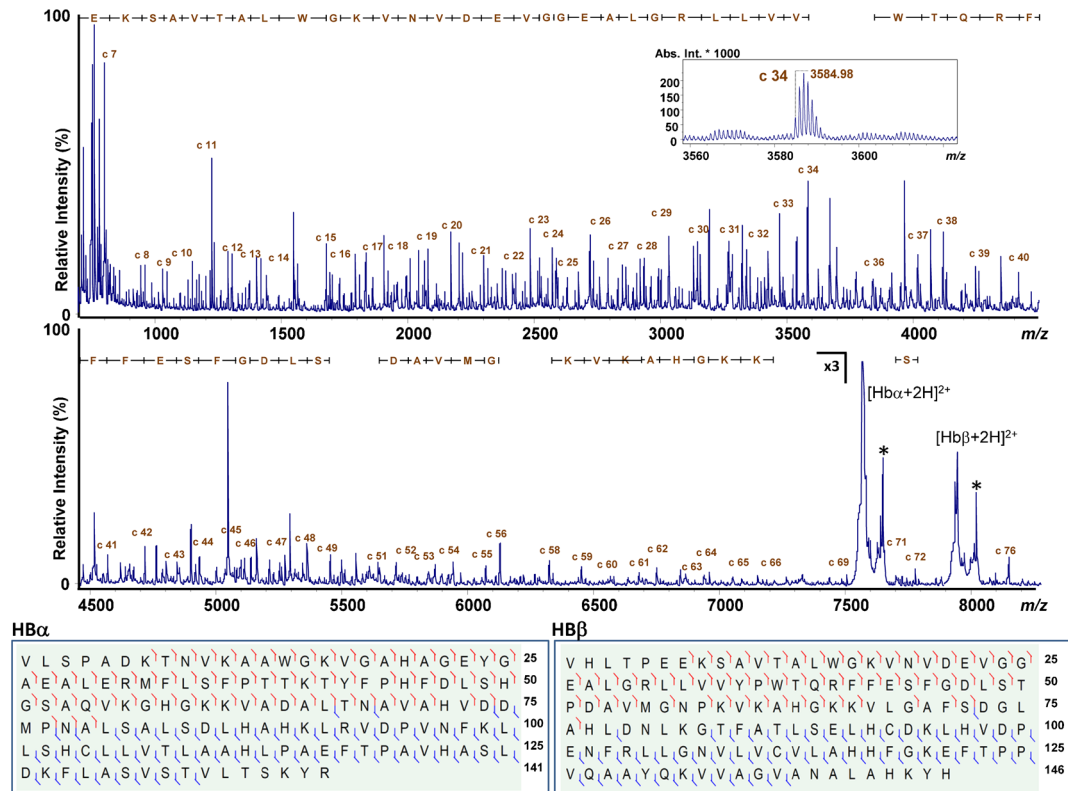 E K S A V T A L W G K V N V D E V G G E A L G R L L V V W T Q R F
100
Relative Intensity (%)
0
c 7
c 8
c 9
c 10
c 11
c 12
c 13
c 14
c 15
c 16
c 17
c 18
c 19
c 20
c 21
c 23
c 24
c 25
c 26
c 27
c 28
c 29
c 30
c 31
c 32
c 33
c 34
c 36
c 37
c 38
c 39
c 40
Abs. Int. * 1000
200
150
100
50
0
c 34
3584.98
3560 3580 3600 m/z
1000 1500 2000 2500 3000 3500 4000 m/z
F F E S F G D L S D A V M G K V K A H G K K S
100
Relative Intensity (%)
0
c 41
c 42
c 43
c 44
c 45
c 46
c 47
c 48
c 49
c 51
c 52
c 53
c 54
c 55
c 56
c 58
c 59
c 60
c 61
c 62
c 63
c 64
c 65
c 66
c 69
x3
[Hbα+2H]2+
*
c 71
c 72
[Hbβ+2H]2+
*
c 76
4500 5000 5500 6000 6500 7000 7500 8000 m/z
HBα
V L S P A D K T N V K A A W G K V G A H A G E Y G 25
A E A L E R M F L S F P T T K T Y F P H F D L S H 50
G S A Q V K G H G K K V A D A L T N A V A H V D D 75
M P N A L S A L S D L H A H K L R V D P V N F K L 100
L S H C L L V T L A A H L P A E F T P A V H A S L 125
D K F L A S V S T V L T S K Y R 141
HBβ
V H L T P E E K S A V T A L W G K V N V D E V G G 25
E A L G R L L V V Y P W T Q R F F E S F G D L S T 50
P D A V M G N P K V K A H G K K V L G A F S D G L 75
A H L D N L K G T F A T L S E L H C D K L H V D P 100
E N F R L L G N V L V C V L A H H F G K E F T P P 125
V Q A A Y Q K V V A G V A N A L A H K Y H 146